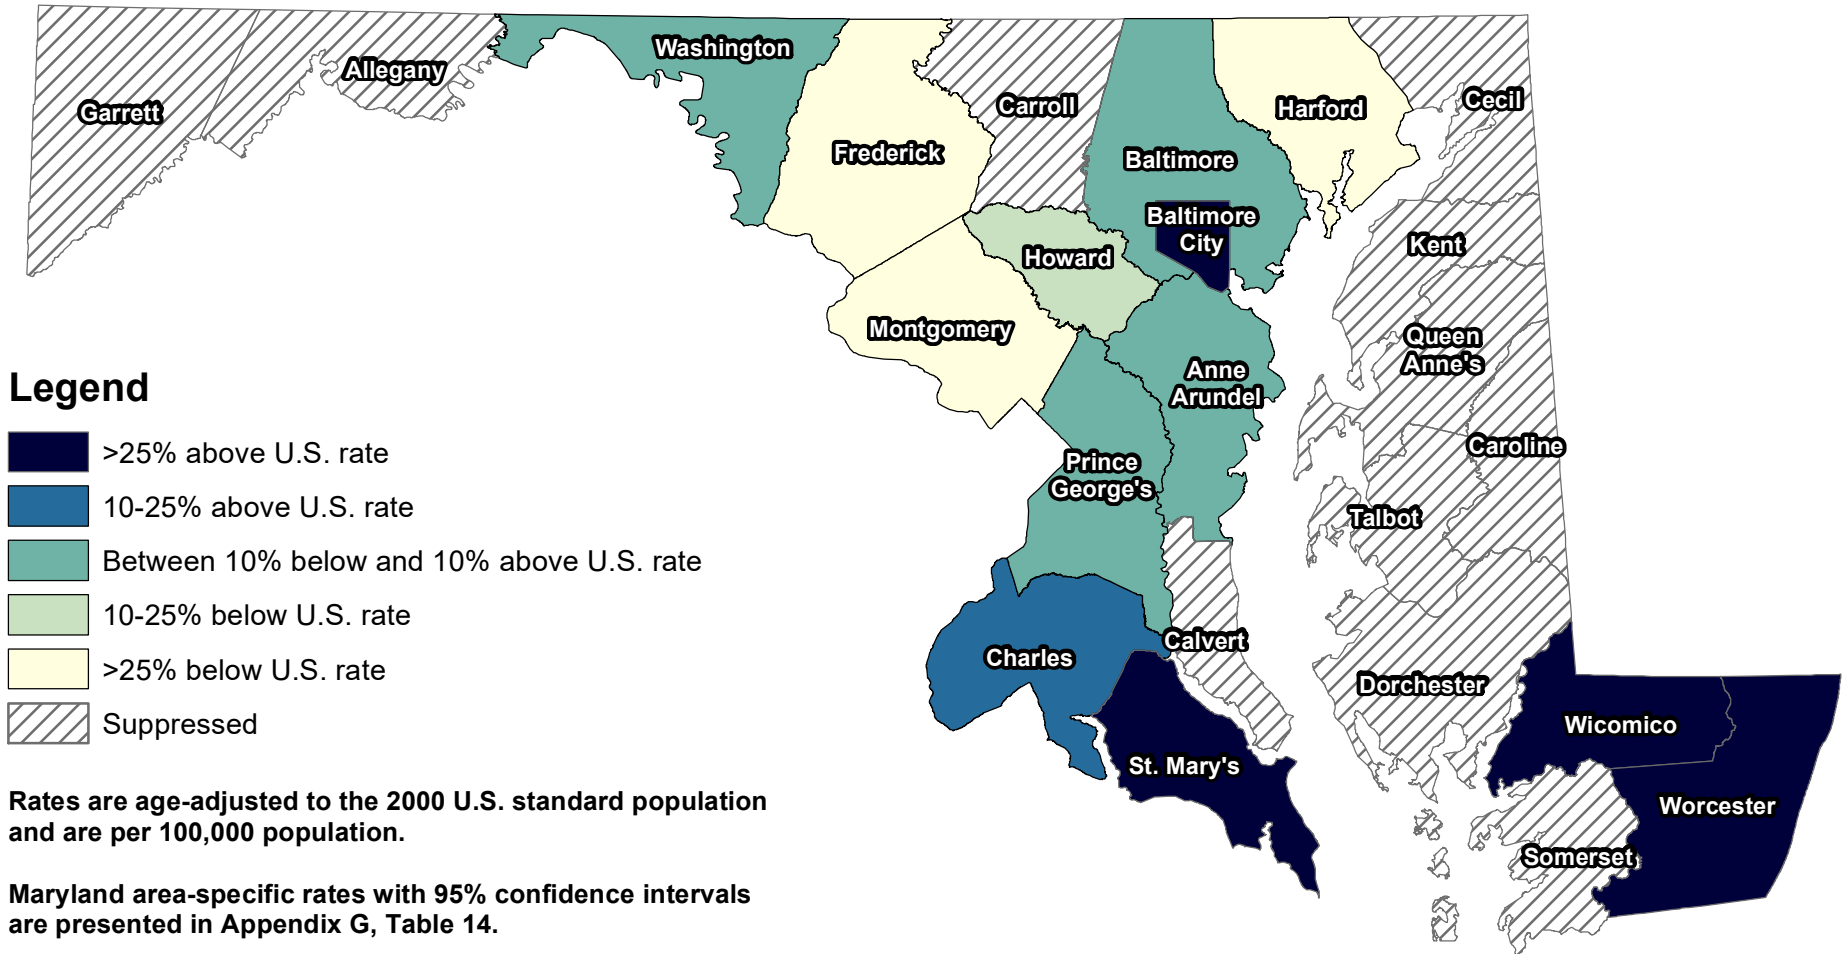 Washington
Allegany
Garrett
Carroll
Cecil
Harford
Frederick
Baltimore
Baltimore
City
Kent
Howard
Montgomery
Queen
Anne's
Anne
Arundel
Legend
>25% above U.S. rate
10-25% above U.S. rate
Between 10% below and 10% above U.S. rate
10-25% below U.S. rate
>25% below U.S. rate
Suppressed
Caroline
Prince
George's
Talbot
Calvert
Charles
Dorchester
Wicomico
St. Mary's
Worcester
Somerset
Rates are age-adjusted to the 2000 U.S. standard population
and are per 100,000 population.
Maryland area-specific rates with 95% confidence intervals
are presented in Appendix G, Table 14.